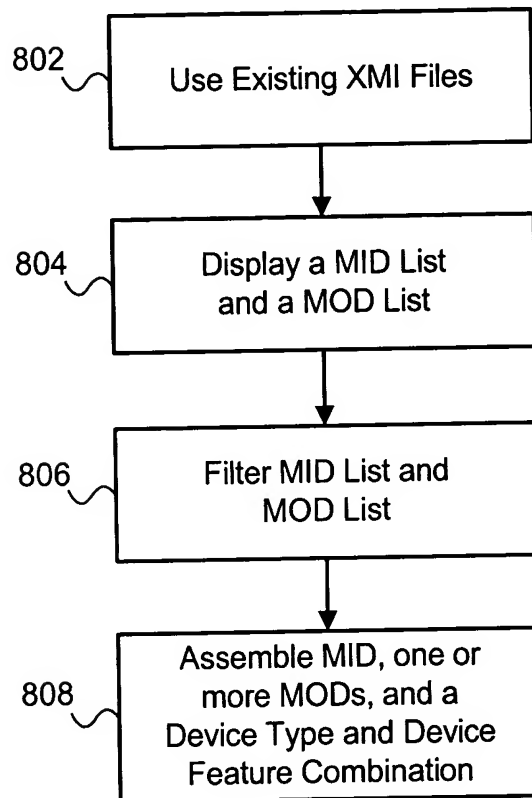 802
Use Existing XMI Files
804
Display a MID List
and a MOD List
806
Filter MID List and
MOD List
808
Assemble MID, one or
more MODs, and a
Device Type and Device
Feature Combination